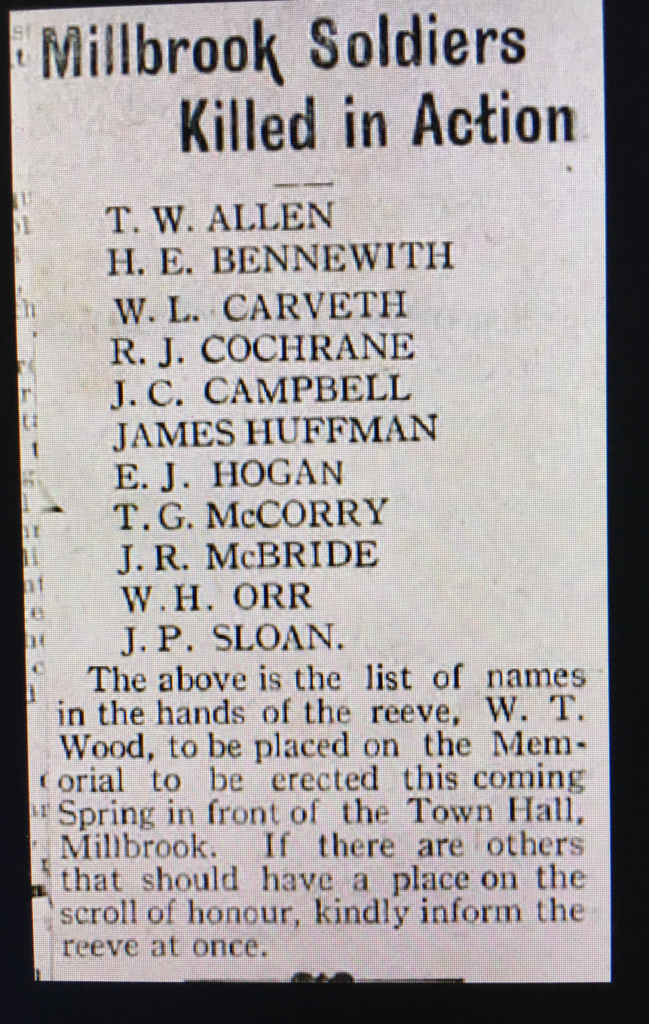 Millbrook Soldiers
Killed in Action
T. W. ALLEN
H. E. BENNEWITH
W. L. CARVETH
R. J. COCHRANE
J. C. CAMPBELL
JAMES HUFFMAN
E. J. HOGAN
T. G. McCORRY
J. R. McBRIDE
W. H. ORR
J. P. SLOAN.
The above is the list of names
in the hands of the reeve, W. T.
Wood, to be placed on the Mem-
orial to be erected this coming
Spring in front of the Town Hall,
Millbrook. If there are others
that should have a place on the
scroll of honour, kindly inform the
reeve at once.